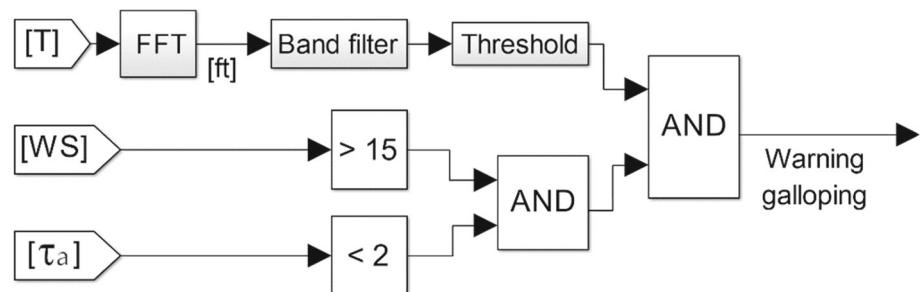 [T]
FFT
[ft]
Band filter
Threshold
[WS]
> 15
AND
AND
Warning
galloping
[τa]
< 2